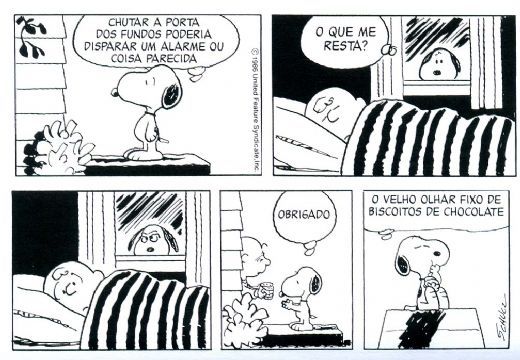 CHUTAR A PORTA
DOS FUNDOS PODERIA
DISPARAR UM ALARME OU
COISA PARECIDA
© 1986 United Feature Syndicate, Inc.
O QUE ME
RESTA?
OBRIGADO
O VELHO OLHAR FIXO DE
BISCOITOS DE CHOCOLATE
SCHULZ